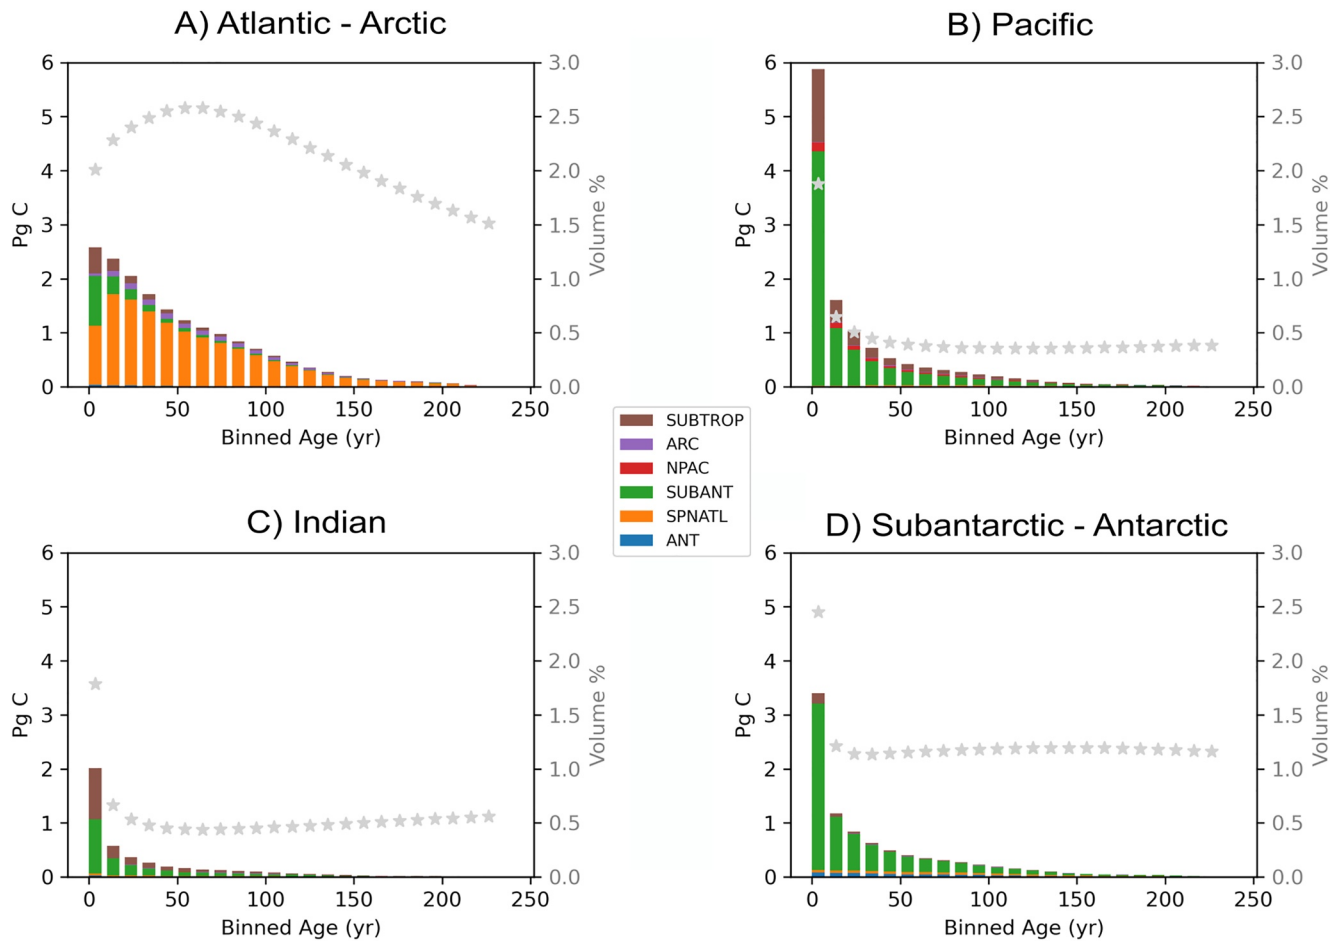 A) Atlantic - Arctic
6
5
4
3
2
1
0
Pg C
3.0
2.5
2.0
1.5
1.0
0.5
0.0
Volume %
0 50 100 150 200 250
Binned Age (yr)
B) Pacific
6
5
4
3
2
1
0
Pg C
3.0
2.5
2.0
1.5
1.0
0.5
0.0
Volume %
0 50 100 150 200 250
Binned Age (yr)
SUBTROP
ARC
NPAC
SUBANT
SPNATL
ANT
C) Indian
6
5
4
3
2
1
0
Pg C
3.0
2.5
2.0
1.5
1.0
0.5
0.0
Volume %
0 50 100 150 200 250
Binned Age (yr)
D) Subantarctic - Antarctic
6
5
4
3
2
1
0
Pg C
3.0
2.5
2.0
1.5
1.0
0.5
0.0
Volume %
0 50 100 150 200 250
Binned Age (yr)